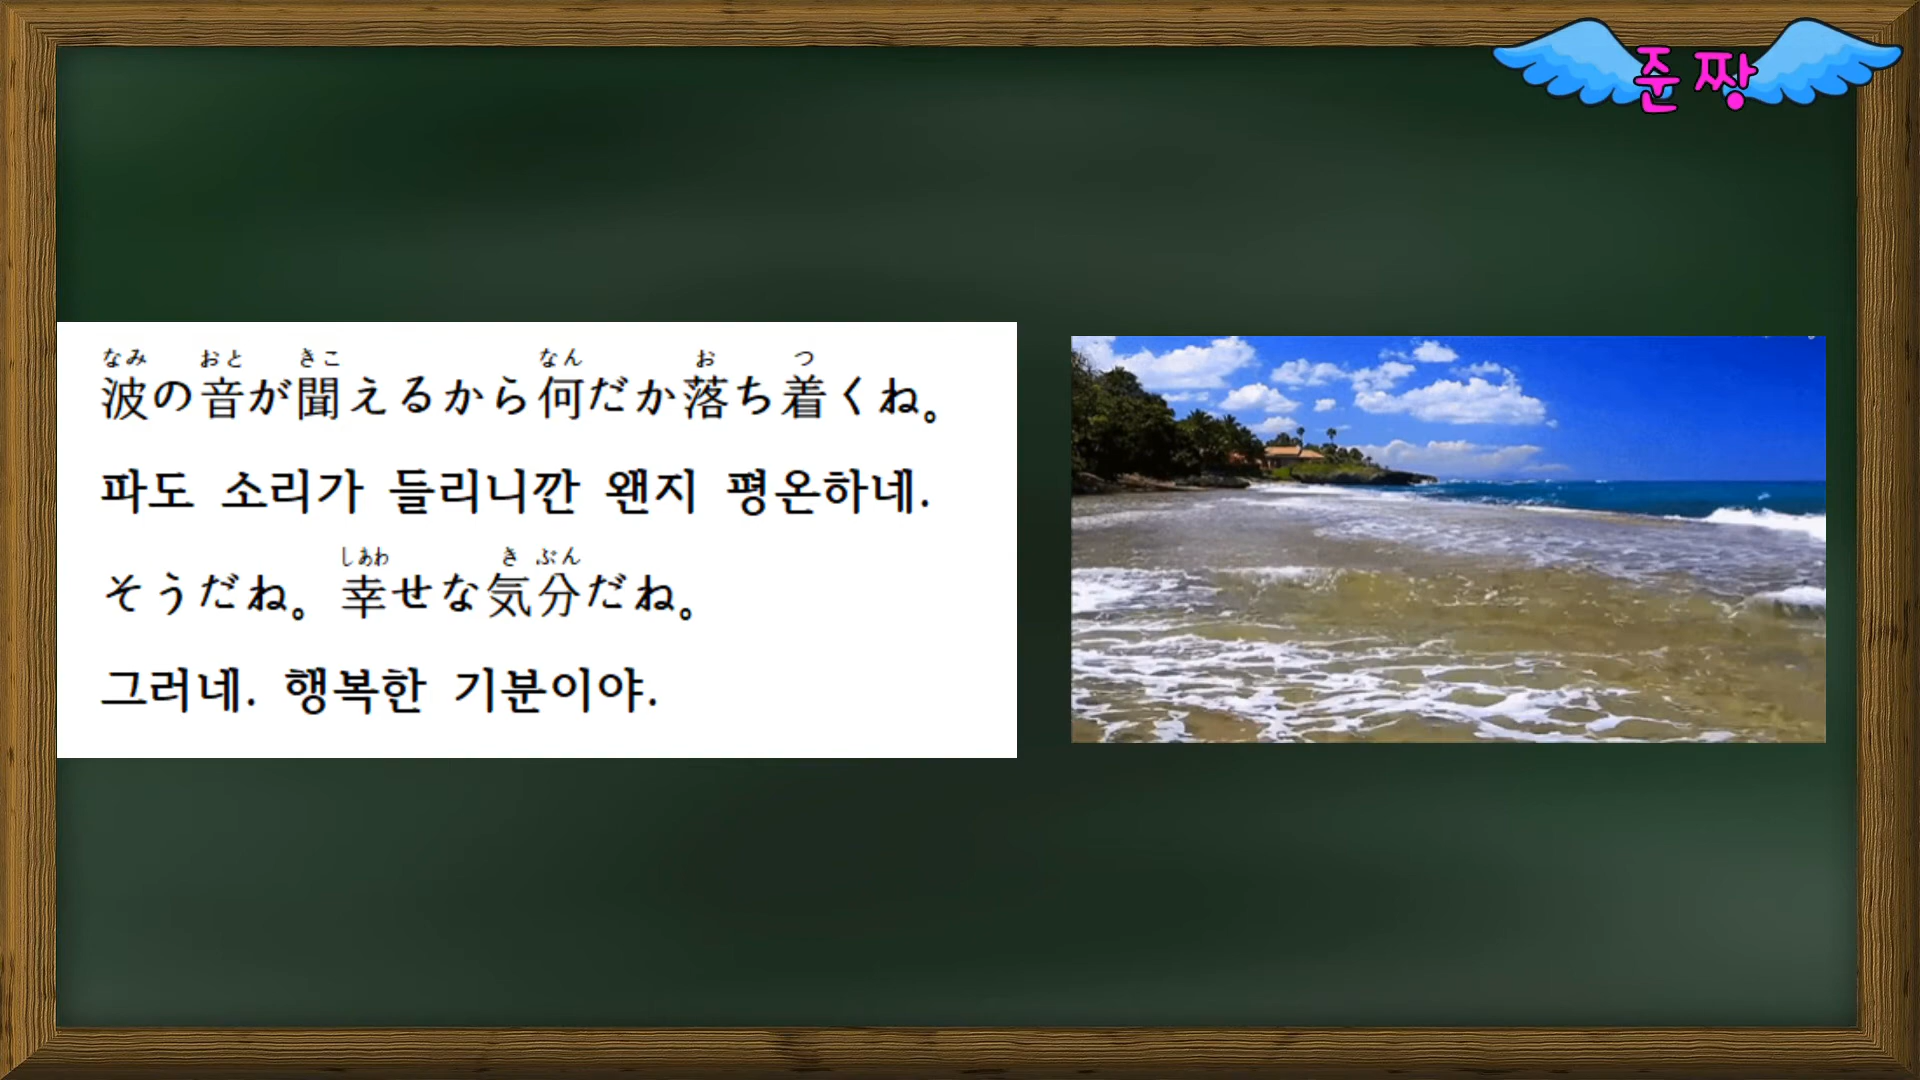 준짱
なみ おと きこ なん お つ
波の音が聞えるから何だか落ち着くね。
파도 소리가 들리니깐 왠지 평온하네.
しあわ き ぶん
そうだね。幸せな気分だね。
그러네. 행복한 기분이야.